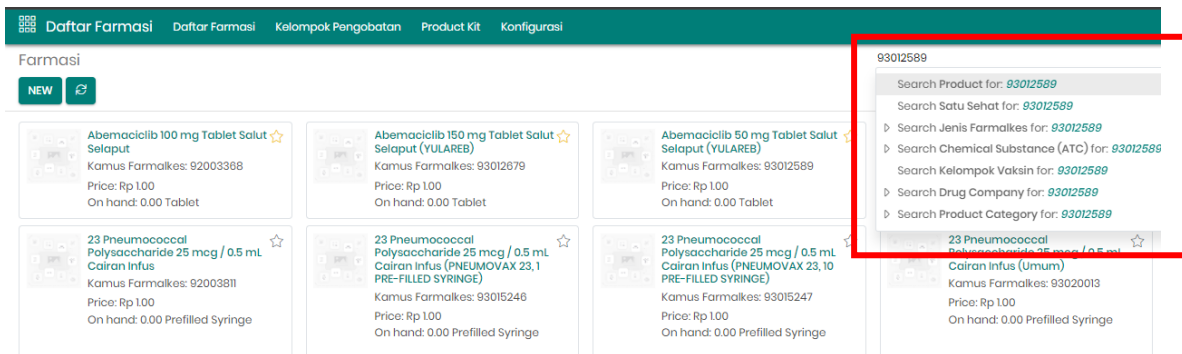 Daftar Farmasi Daftar Farmasi Kelompok Pengobatan Product Kit Konfigurasi
Farmasi
93012589
NEW
Search Product for: 93012589
Search Satu Sehat for: 93012589
Search Jenis Farmalkes for: 93012589
Search Chemical Substance (ATC) for: 93012589
Search Kelompok Vaksin for: 93012589
Search Drug Company for: 93012589
Search Product Category for: 93012589
Abemaciclib 100 mg Tablet Salut
Selaput
Kamus Farmalkes: 92003368
Price: Rp 1.00
On hand: 0.00 Tablet
Abemaciclib 150 mg Tablet Salut
Selaput (YULAREB)
Kamus Farmalkes: 93012679
Price: Rp 1.00
On hand: 0.00 Tablet
Abemaciclib 50 mg Tablet Salut
Selaput (YULAREB)
Kamus Farmalkes: 93012589
Price: Rp 1.00
On hand: 0.00 Tablet
23 Pneumococcal
Polysaccharide 25 mcg / 0.5 mL
Cairan Infus
Kamus Farmalkes: 92003811
Price: Rp 1.00
On hand: 0.00 Prefilled Syringe
23 Pneumococcal
Polysaccharide 25 mcg / 0.5 mL
Cairan Infus (PNEUMOVAX 23, 1
PRE-FILLED SYRINGE)
Kamus Farmalkes: 93015246
Price: Rp 1.00
On hand: 0.00 Prefilled Syringe
23 Pneumococcal
Polysaccharide 25 mcg / 0.5 mL
Cairan Infus (PNEUMOVAX 23, 10
PRE-FILLED SYRINGE)
Kamus Farmalkes: 93015247
Price: Rp 1.00
On hand: 0.00 Prefilled Syringe
23 Pneumococcal
Polysaccharide 25 mcg / 0.5 mL
Cairan Infus (Umum)
Kamus Farmalkes: 93020013
Price: Rp 1.00
On hand: 0.00 Prefilled Syringe